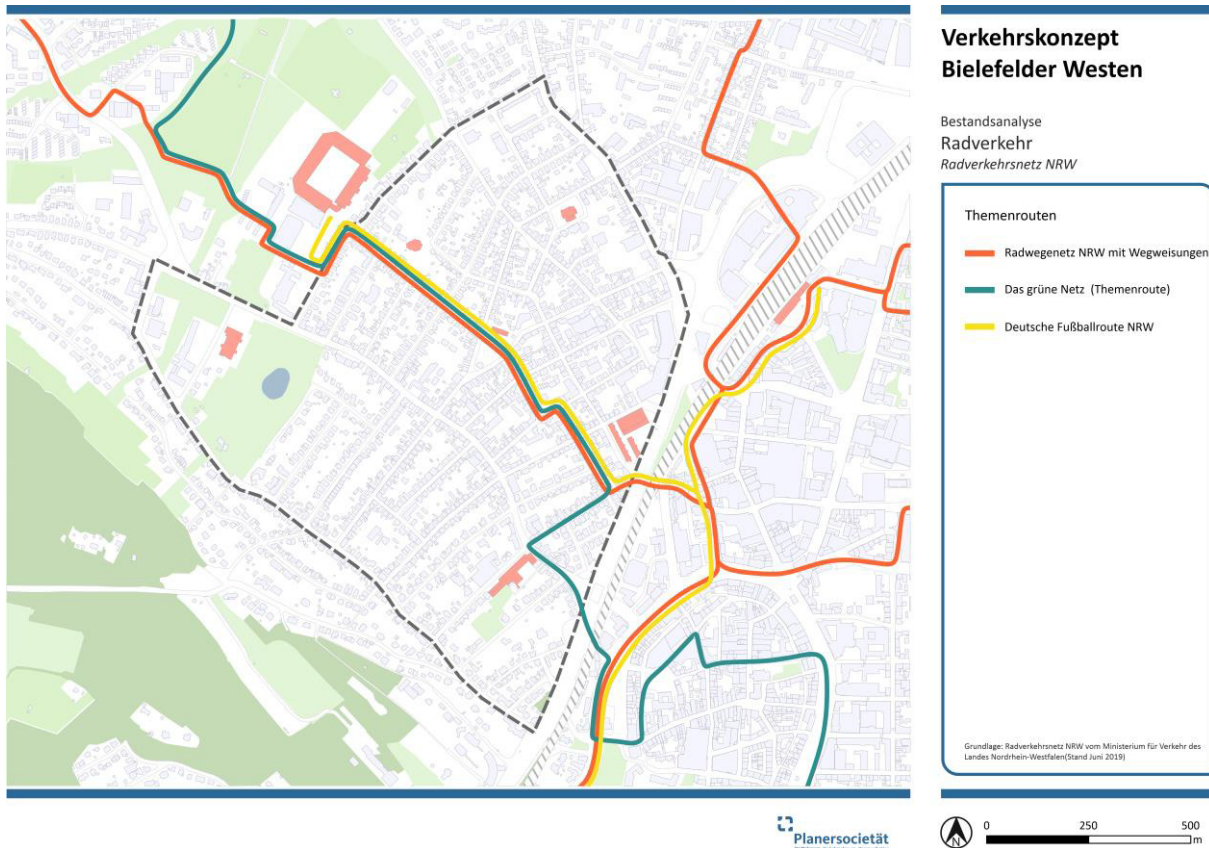 Verkehrskonzept
Bielefelder Westen
Bestandsanalyse
Radverkehr
Radverkehrsnetz NRW
Themenrouten
Radwegenetz NRW mit Wegweisungen
Das grüne Netz (Themenroute)
Deutsche Fußballroute NRW
Grundlage: Radverkehrsnetz NRW vom Ministerium für Verkehr des
Landes Nordrhein-Westfalen(Stand Juni 2019)
Planersocietät
N
0 250 500
m